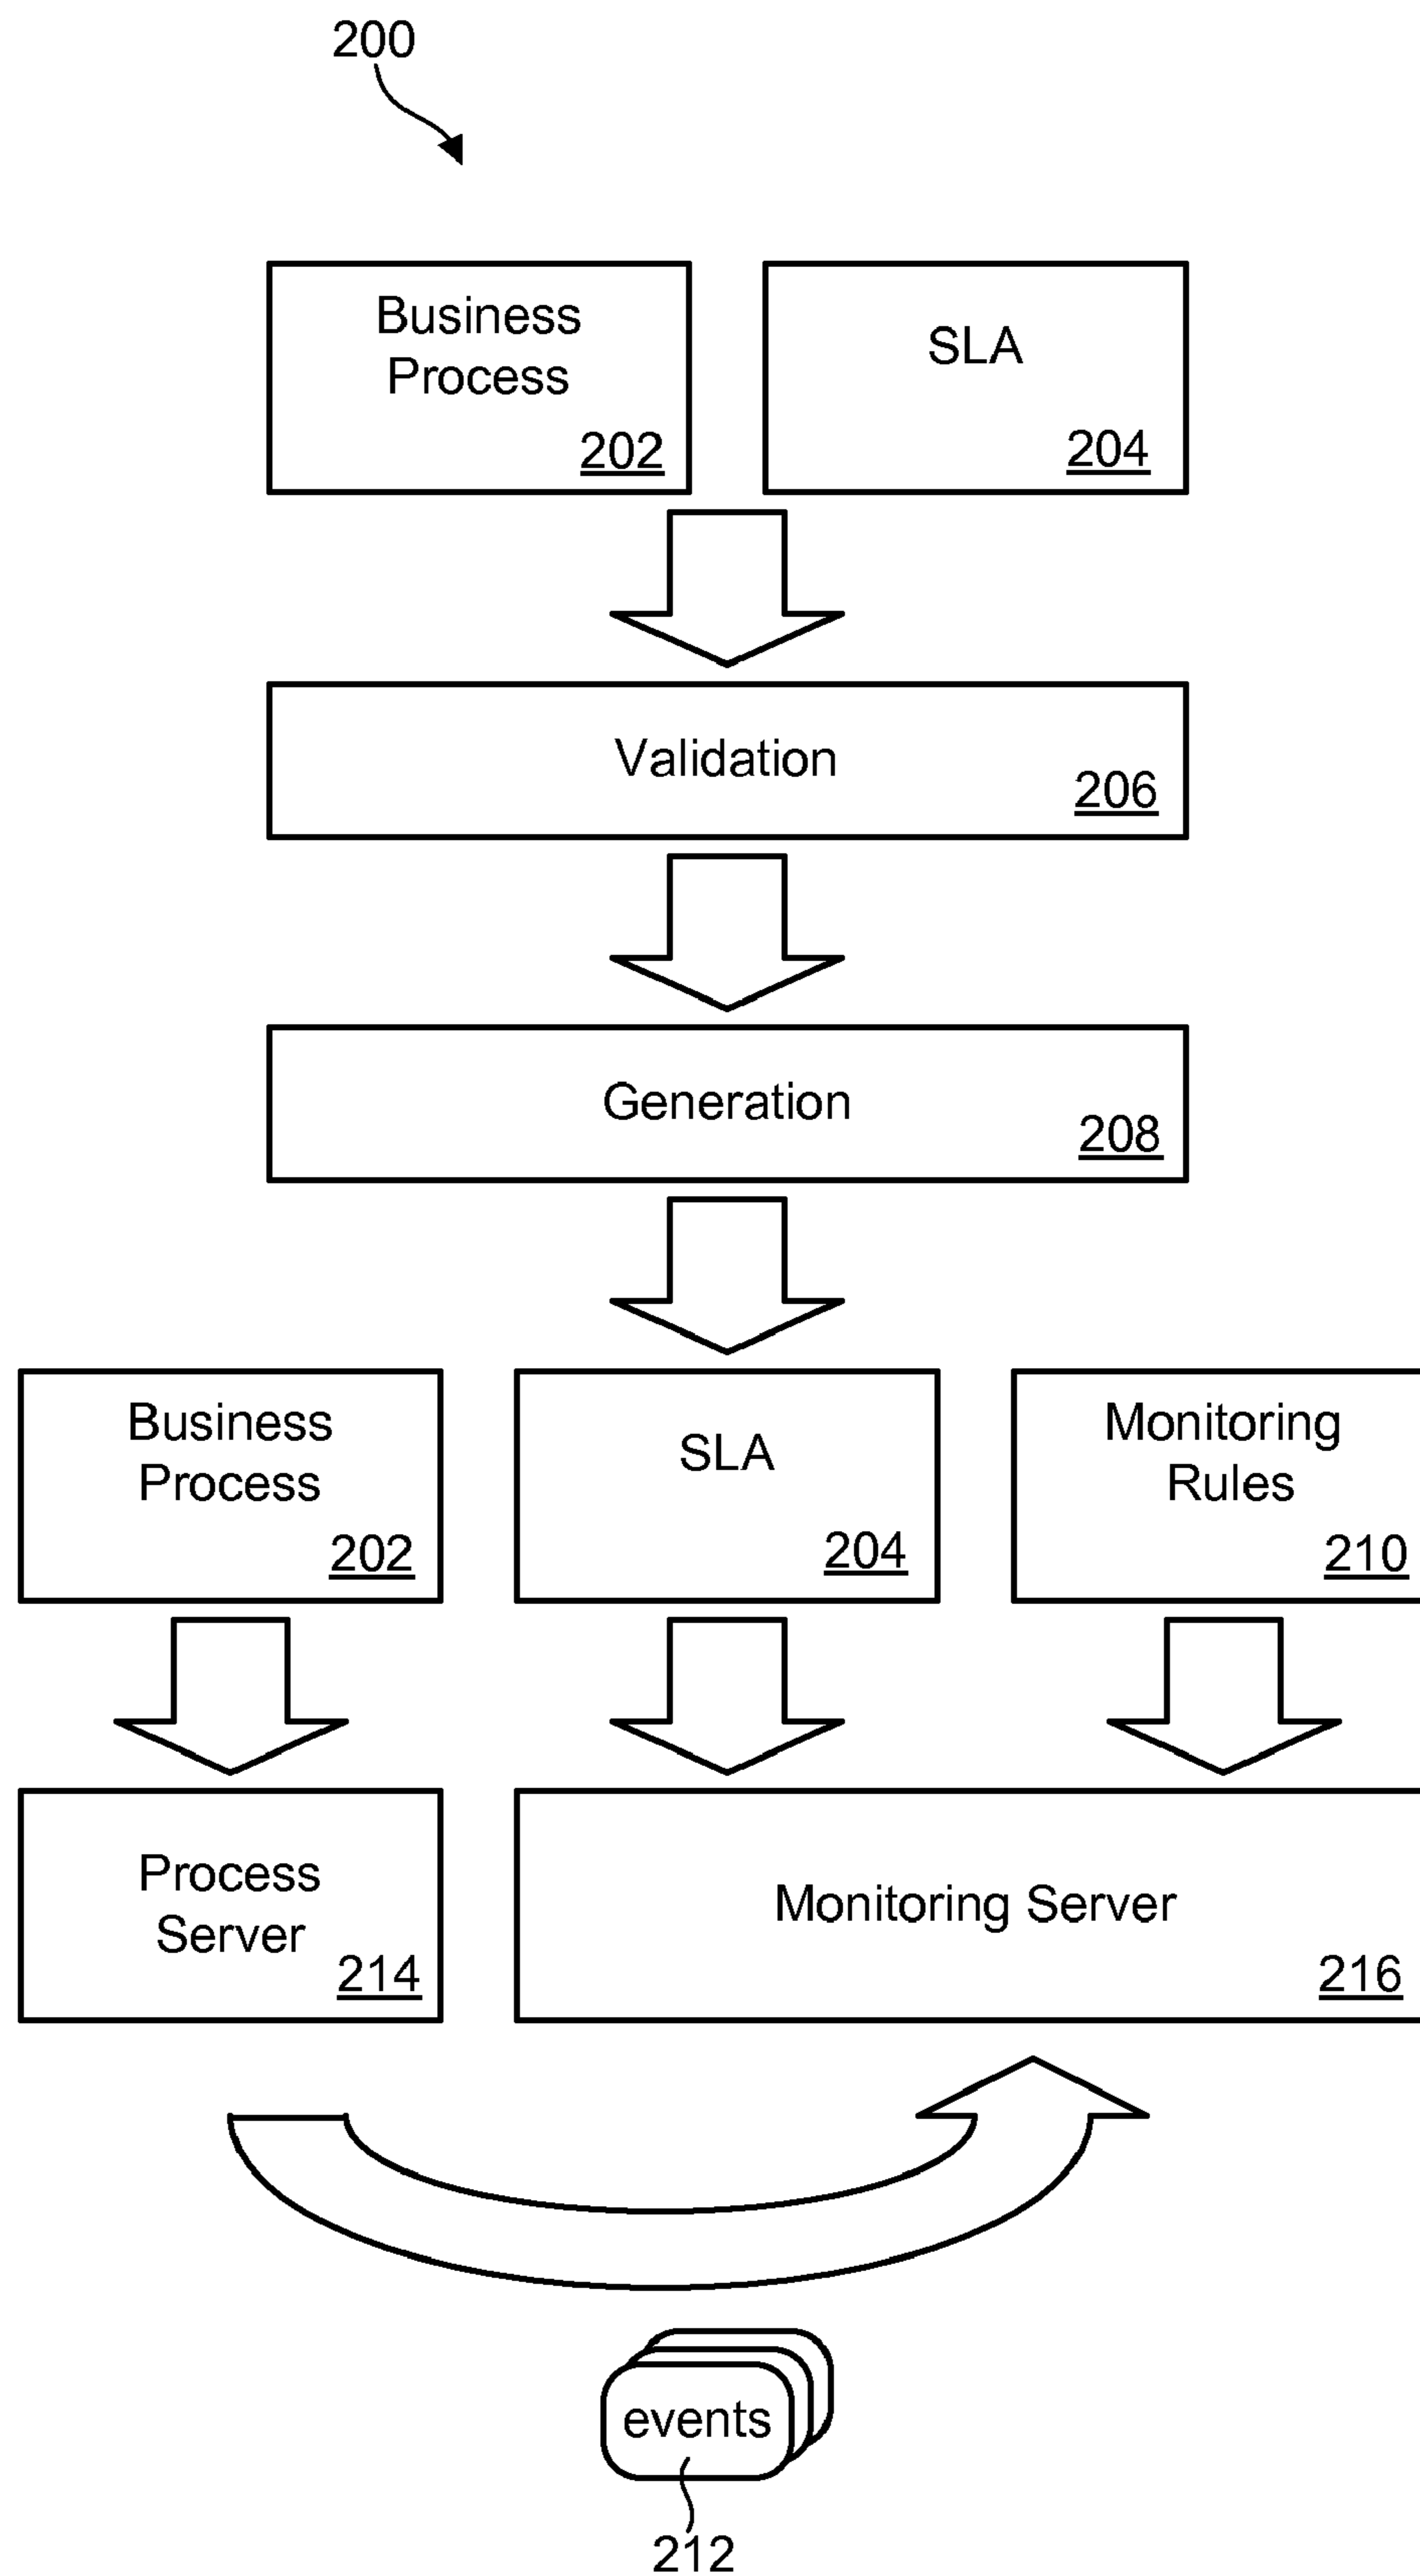 200
Business
Process
202
SLA
204
Validation
206
Generation
208
Business
Process
202
SLA
204
Monitoring
Rules
210
Process
Server
214
Monitoring Server
216
events
212